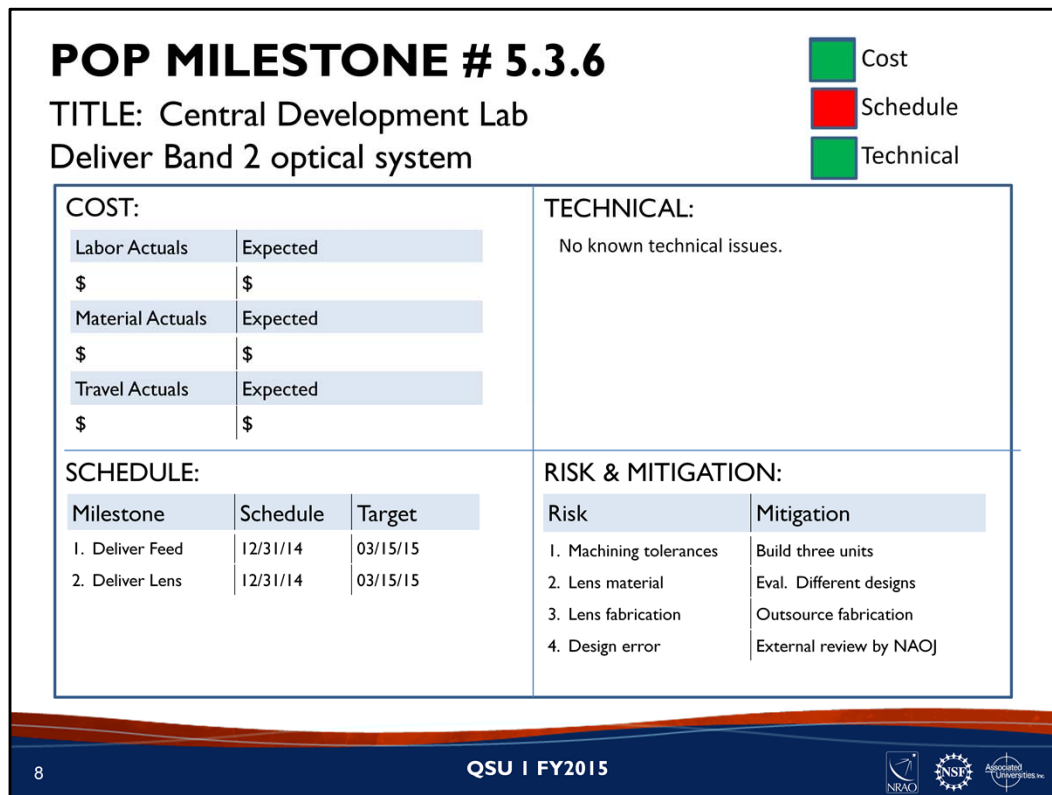 POP MILESTONE # 5.3.6
TITLE: Central Development Lab
Deliver Band 2 optical system
Cost
Schedule
Technical
COST:
Labor Actuals Expected
$ $
Material Actuals Expected
$ $
Travel Actuals Expected
$ $
TECHNICAL:
No known technical issues.
SCHEDULE:
Milestone Schedule Target
1. Deliver Feed 12/31/14 03/15/15
2. Deliver Lens 12/31/14 03/15/15
RISK & MITIGATION:
Risk Mitigation
1. Machining tolerances Build three units
2. Lens material Eval. Different designs
3. Lens fabrication Outsource fabrication
4. Design error External review by NAOJ
8
QSU 1 FY2015
NRAO
NSF
Associated
Universities, Inc.